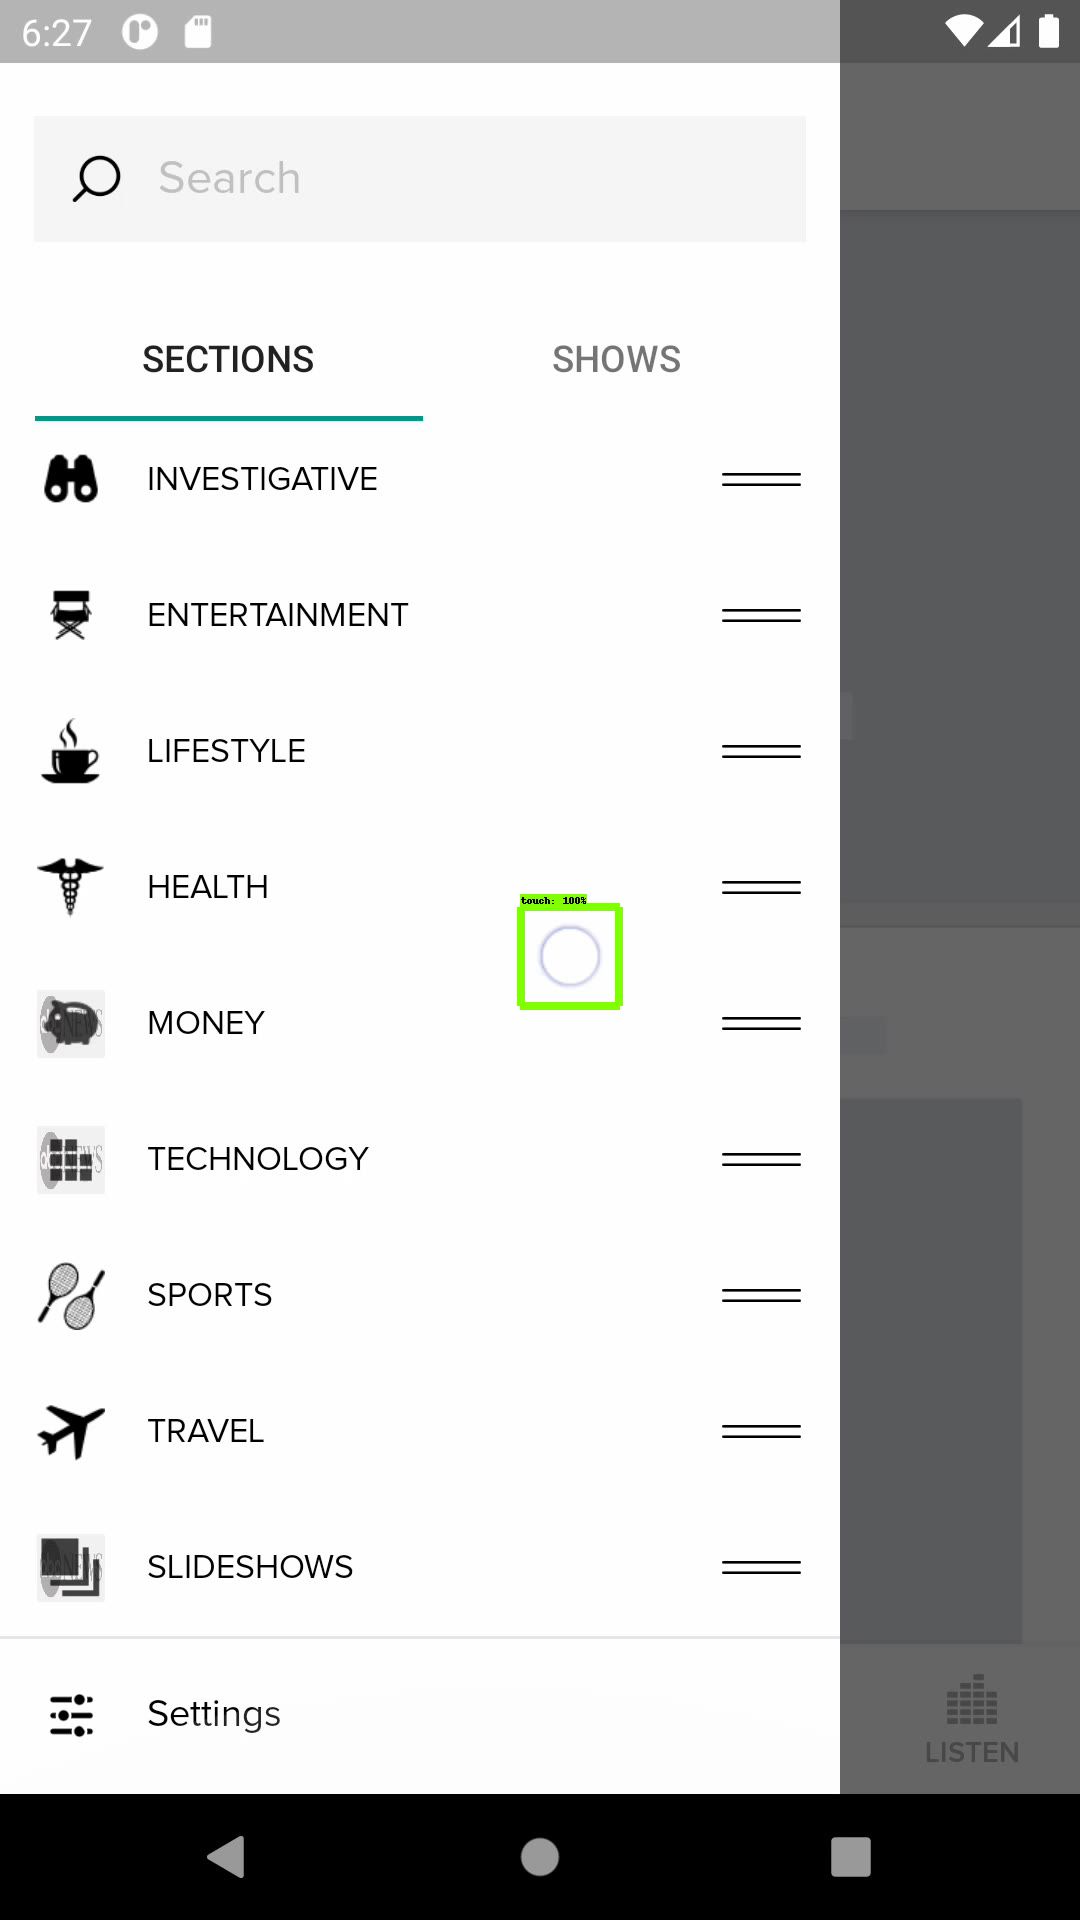 6:27
Search
SECTIONS
SHOWS
INVESTIGATIVE
ENTERTAINMENT
LIFESTYLE
HEALTH
touch: 100%
MONEY
TECHNOLOGY
SPORTS
TRAVEL
SLIDESHOWS
Settings
LISTEN